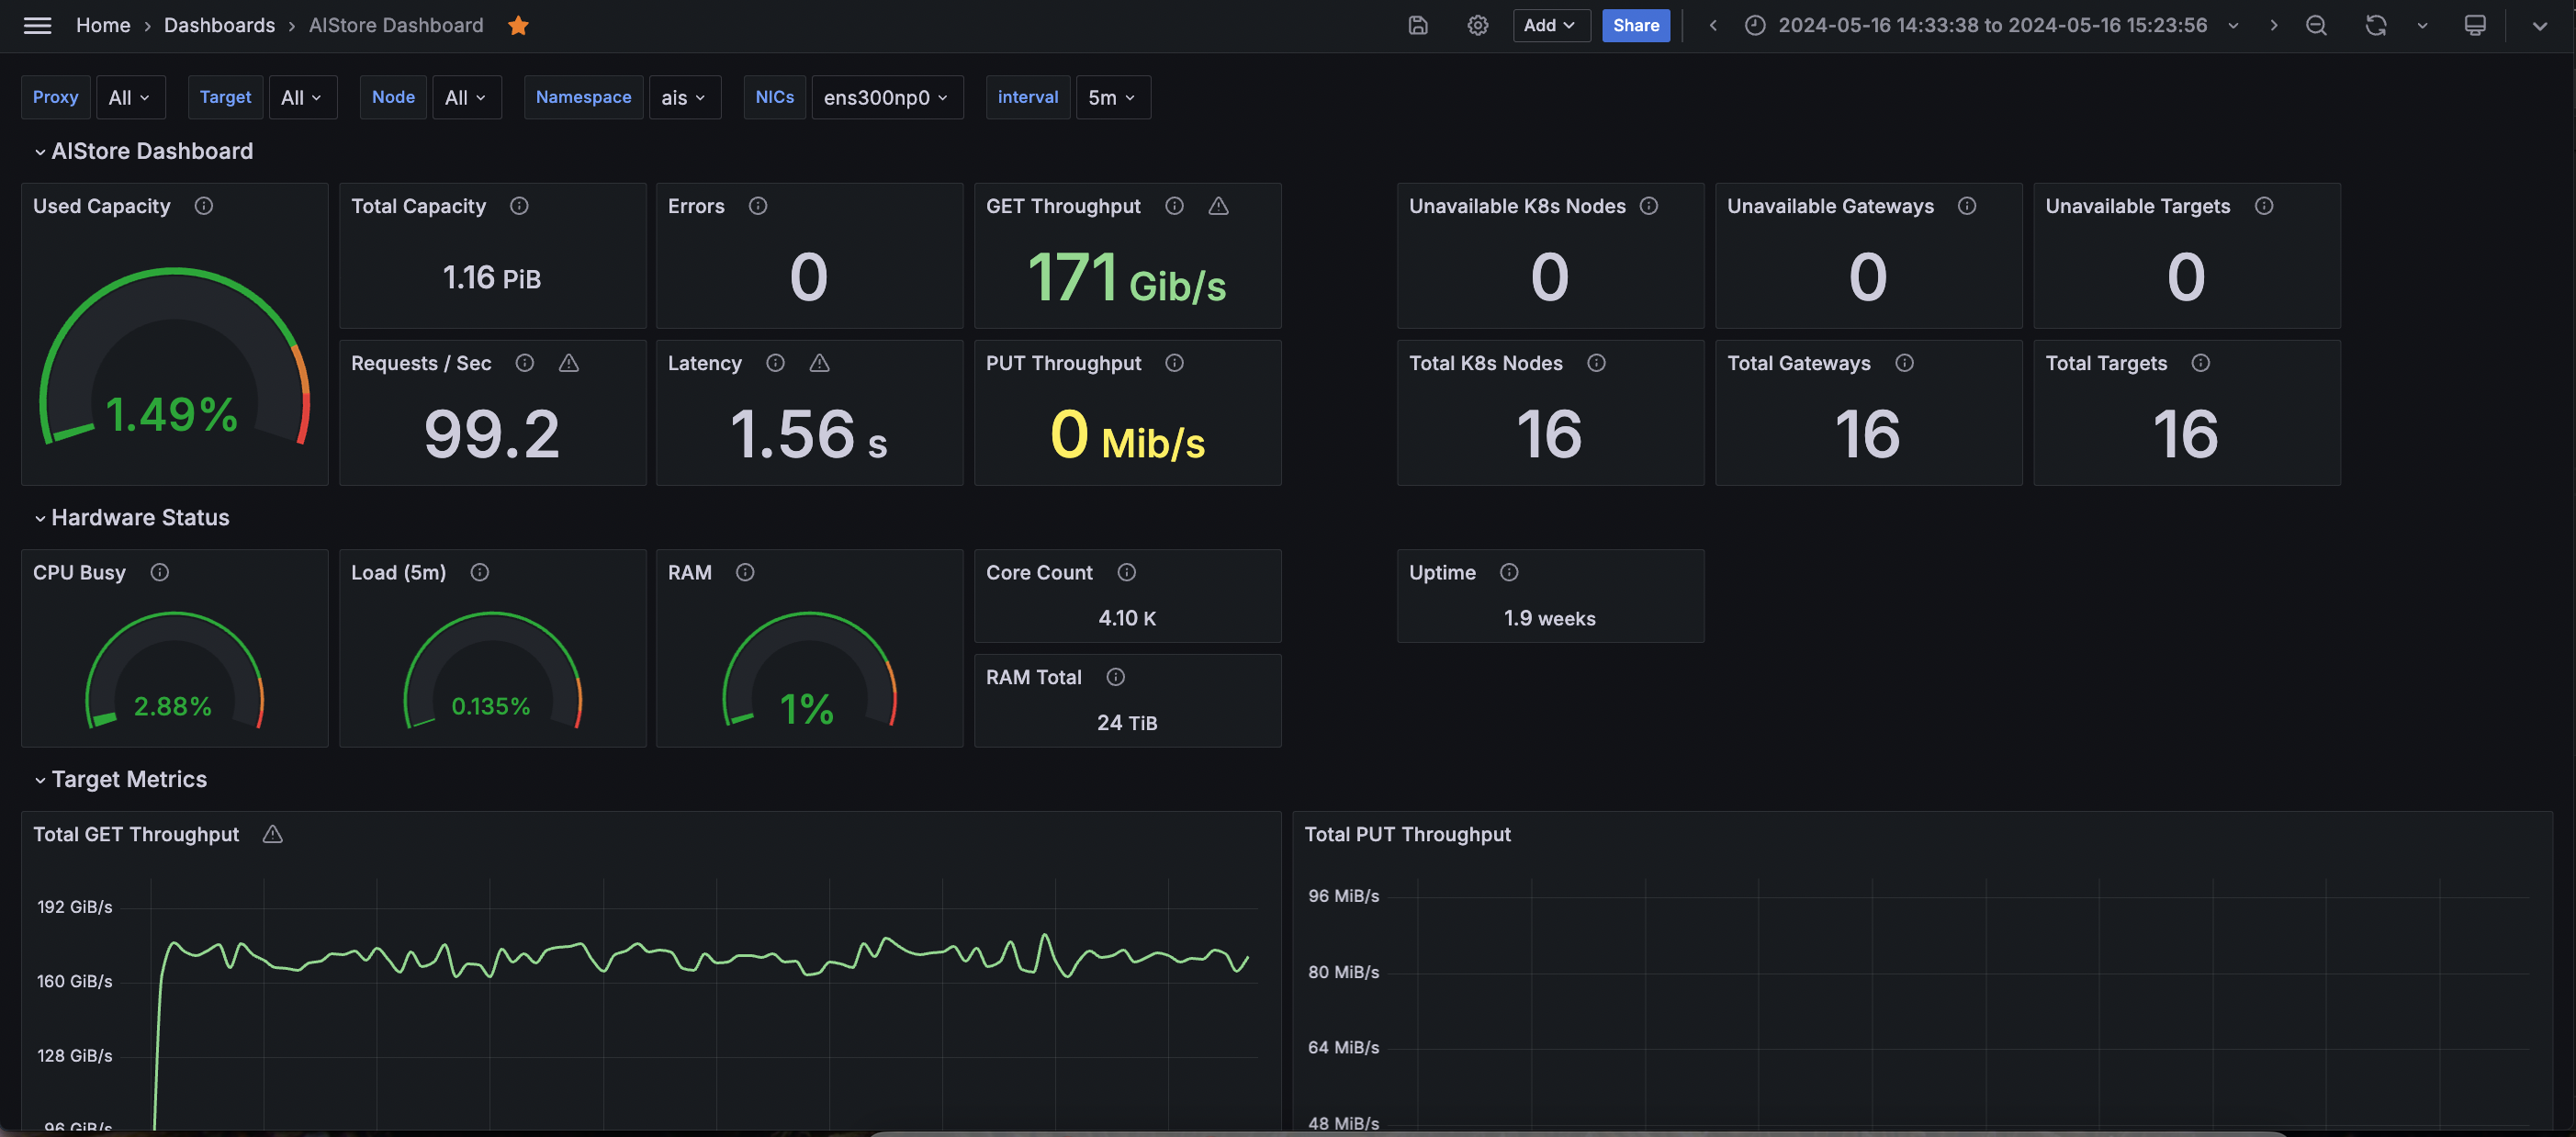 Home › Dashboards › AIStore Dashboard
Add
Share
2024-05-16 14:33:38 to 2024-05-16 15:23:56
Proxy All
Target All
Node All
Namespace ais
NICs ens300np0
interval 5m
AIStore Dashboard
Used Capacity
1.49%
Total Capacity
1.16 PiB
Errors
0
GET Throughput
171 Gib/s
Unavailable K8s Nodes
0
Unavailable Gateways
0
Unavailable Targets
0
Requests / Sec
99.2
Latency
1.56 s
PUT Throughput
0 Mib/s
Total K8s Nodes
16
Total Gateways
16
Total Targets
16
Hardware Status
CPU Busy
2.88%
Load (5m)
0.135%
RAM
1%
Core Count
4.10 K
RAM Total
24 TiB
Uptime
1.9 weeks
Target Metrics
Total GET Throughput
192 GiB/s
160 GiB/s
128 GiB/s
96 GiB/s
Total PUT Throughput
96 MiB/s
80 MiB/s
64 MiB/s
48 MiB/s